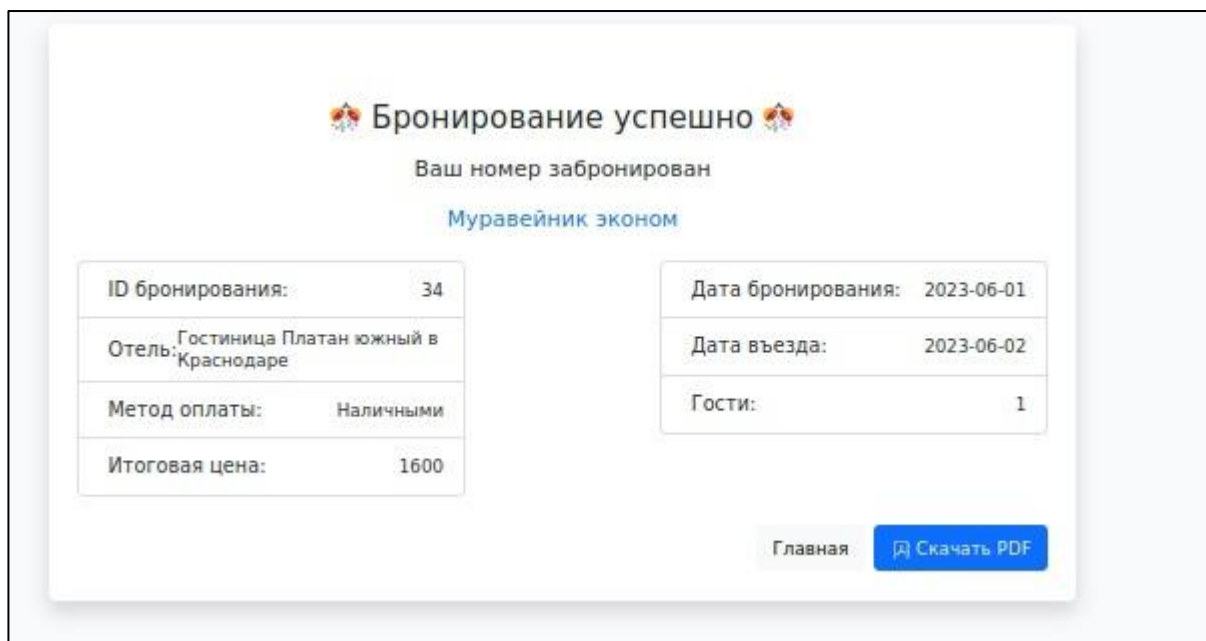 Бронирование успешно
Ваш номер забронирован
Муравейник эконом
ID бронирования: 34
Отель: Гостиница Платан южный в
Краснодаре
Метод оплаты: Наличными
Итоговая цена: 1600
Дата бронирования: 2023-06-01
Дата въезда: 2023-06-02
Гости: 1
Главная
Скачать PDF